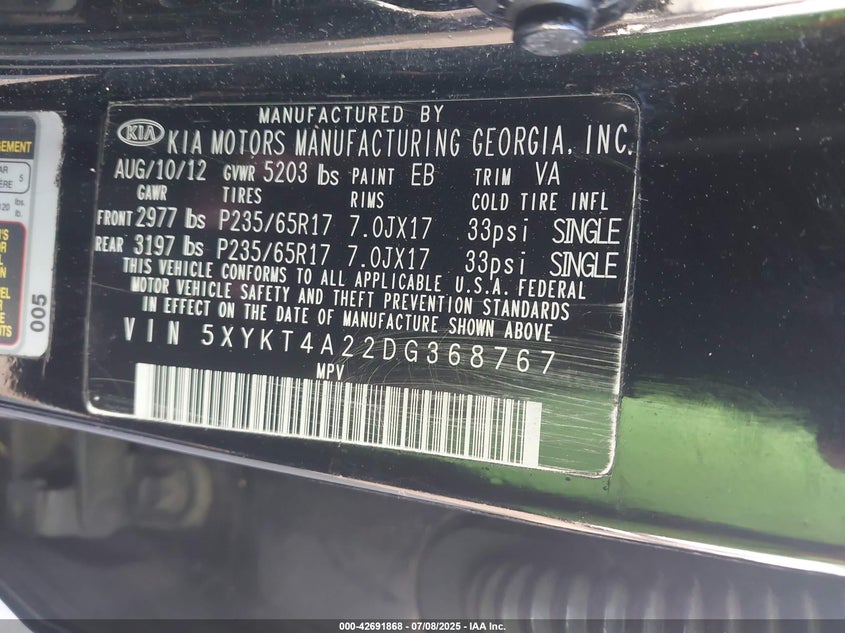 MANUFACTURED BY
KIA KIA MOTORS MANUFACTURING GEORGIA, INC.
AUG/10/12 GVWR 5203 lbs PAINT EB TRIM VA
GAWR TIRES RIMS COLD TIRE INFL
FRONT 2977 lbs P235/65R17 7.0JX17 33psi SINGLE
REAR 3197 lbs P235/65R17 7.0JX17 33psi SINGLE
THIS VEHICLE CONFORMS TO ALL APPLICABLE U.S.A. FEDERAL
MOTOR VEHICLE SAFETY AND THEFT PREVENTION STANDARDS
IN EFFECT ON THE DATE OF MANUFACTURE SHOWN ABOVE
VIN 5XYKT4A22DG368767
MPV
005
000-42691868 - 07/08/2025 - IAA Inc.